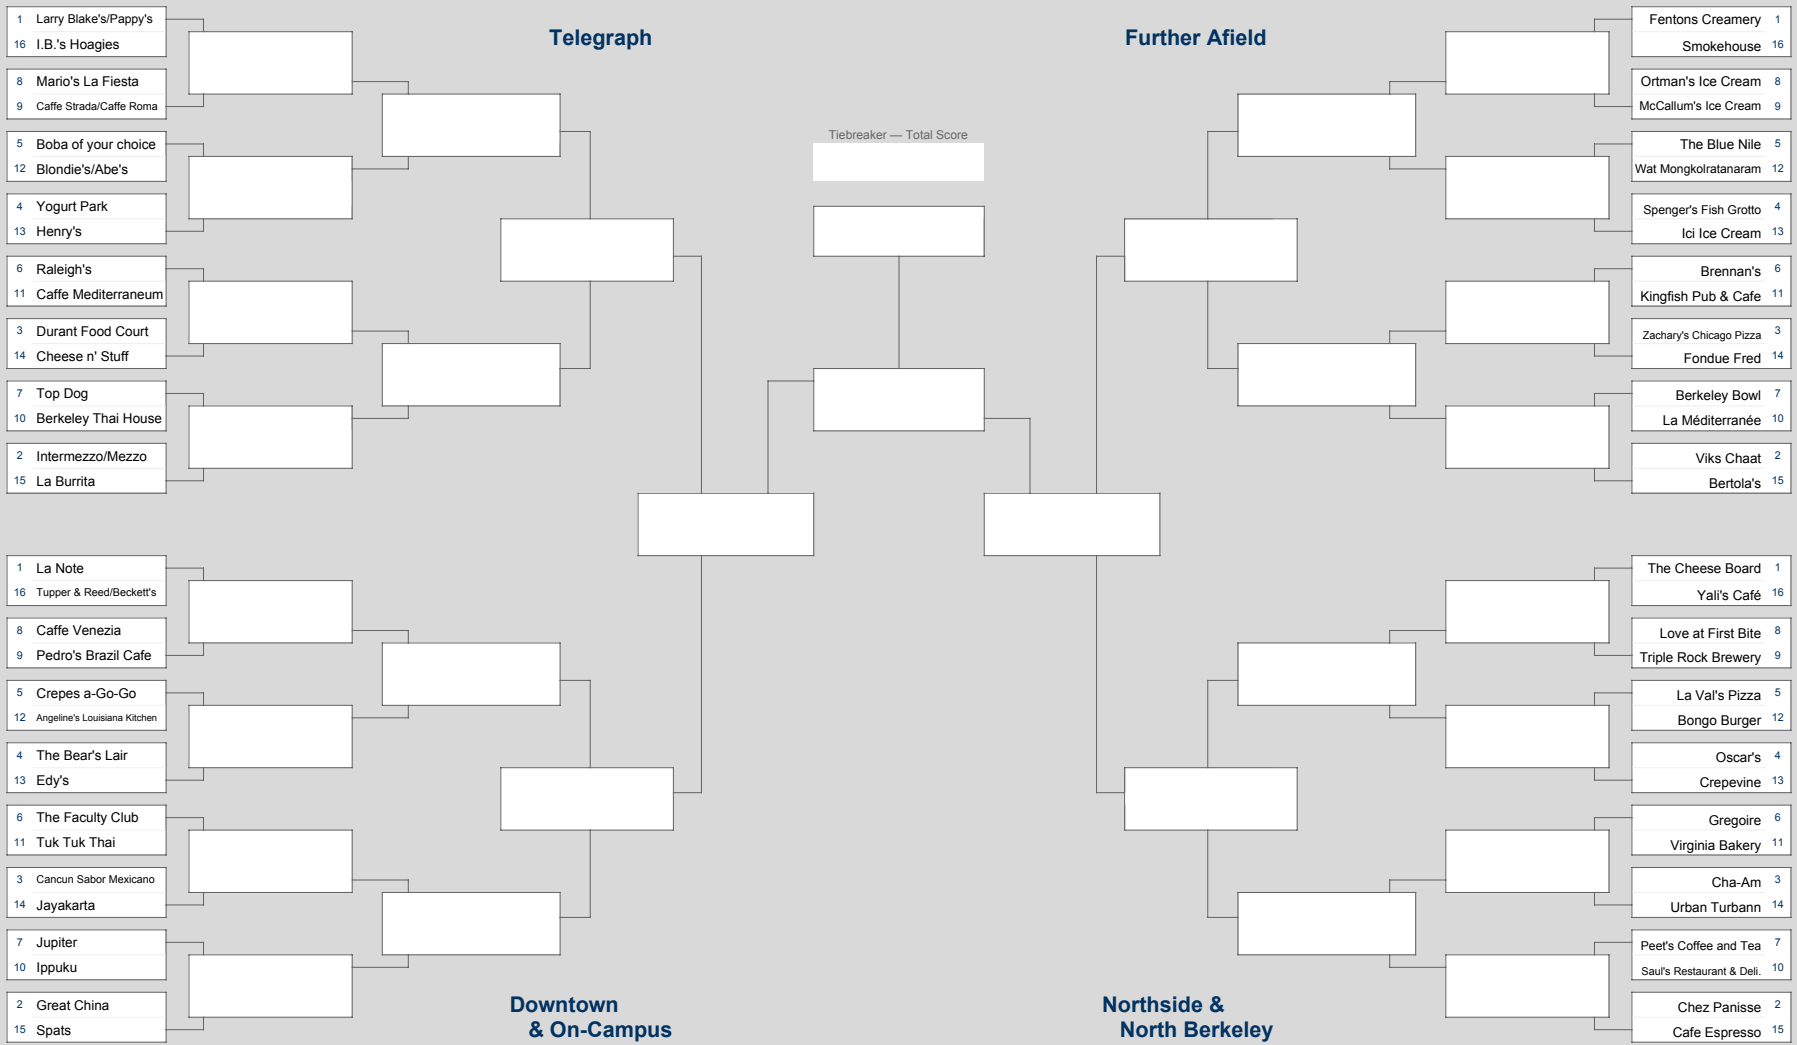 Telegraph
1 Larry Blake's/Pappy's
16 I.B.'s Hoagies
8 Mario's La Fiesta
9 Caffe Strada/Caffe Roma
5 Boba of your choice
12 Blondie's/Abe's
4 Yogurt Park
13 Henry's
6 Raleigh's
11 Caffe Mediterraneum
3 Durant Food Court
14 Cheese n' Stuff
7 Top Dog
10 Berkeley Thai House
2 Intermezzo/Mezzo
15 La Burrita
1 La Note
16 Tupper & Reed/Beckett's
8 Caffe Venezia
9 Pedro's Brazil Cafe
5 Crepes a-Go-Go
12 Angeline's Louisiana Kitchen
4 The Bear's Lair
13 Edy's
6 The Faculty Club
11 Tuk Tuk Thai
3 Cancun Sabor Mexicano
14 Jayakarta
7 Jupiter
10 Ippuku
2 Great China
15 Spats
Downtown
& On-Campus
Tiebreaker — Total Score
Further Afield
Fentons Creamery 1
Smokehouse 16
Ortman's Ice Cream 8
McCallum's Ice Cream 9
The Blue Nile 5
Wat Mongkolratanaram 12
Spenger's Fish Grotto 4
Ici Ice Cream 13
Brennan's 6
Kingfish Pub & Cafe 11
Zachary's Chicago Pizza 3
Fondue Fred 14
Berkeley Bowl 7
La Méditerranée 10
Viks Chaat 2
Bertola's 15
The Cheese Board 1
Yali's Café 16
Love at First Bite 8
Triple Rock Brewery 9
La Val's Pizza 5
Bongo Burger 12
Oscar's 4
Crepevine 13
Gregoire 6
Virginia Bakery 11
Cha-Am 3
Urban Turbann 14
Peet's Coffee and Tea 7
Saul's Restaurant & Deli. 10
Chez Panisse 2
Cafe Espresso 15
Northside &
North Berkeley